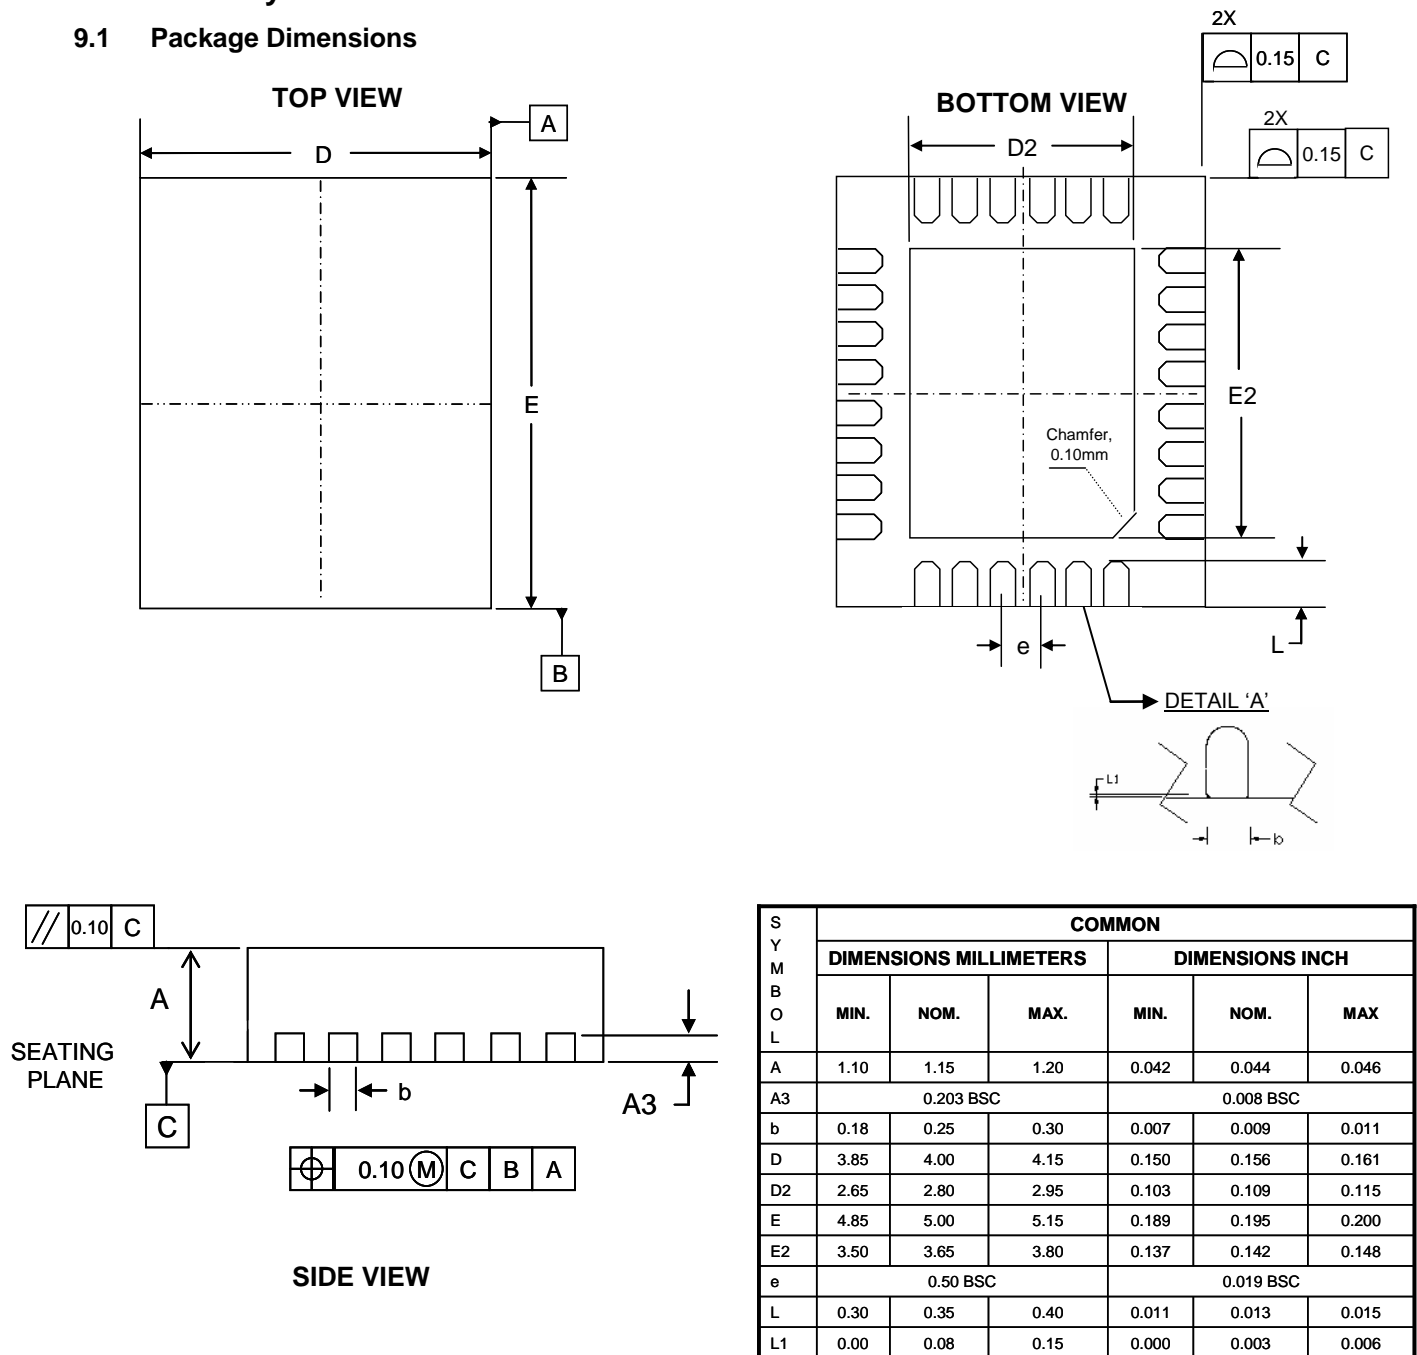 9.1 Package Dimensions
2X
0.15 C
TOP VIEW
BOTTOM VIEW
A
2X
0.15 C
D
D2
E
E2
Chamfer,
0.10mm
B
e
L
DETAIL ‘A’
L1
b
// 0.10 C
A
SEATING
PLANE
C
b
A3
0.10 M C B A
SIDE VIEW
SYMBOL COMMON
DIMENSIONS MILLIMETERS DIMENSIONS INCH
MIN. NOM. MAX. MIN. NOM. MAX
A 1.10 1.15 1.20 0.042 0.044 0.046
A3 0.203 BSC 0.008 BSC
b 0.18 0.25 0.30 0.007 0.009 0.011
D 3.85 4.00 4.15 0.150 0.156 0.161
D2 2.65 2.80 2.95 0.103 0.109 0.115
E 4.85 5.00 5.15 0.189 0.195 0.200
E2 3.50 3.65 3.80 0.137 0.142 0.148
e 0.50 BSC 0.019 BSC
L 0.30 0.35 0.40 0.011 0.013 0.015
L1 0.00 0.08 0.15 0.000 0.003 0.006